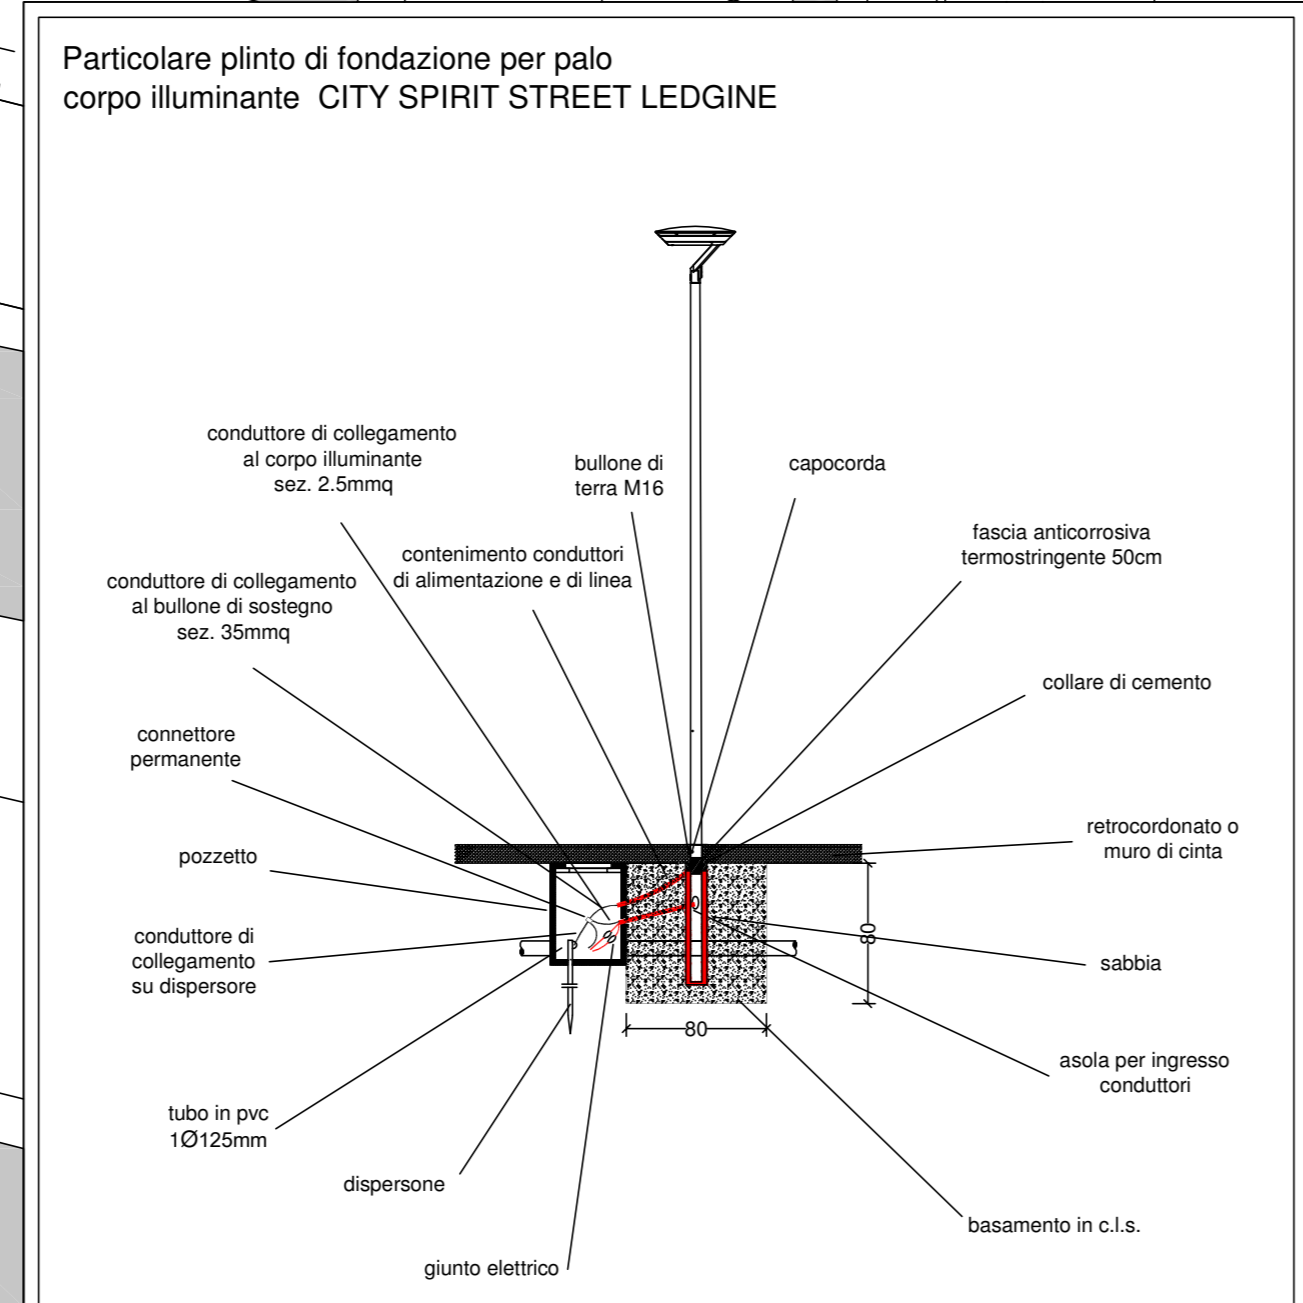 Particolare plinto di fondazione per palo
corpo illuminante CITY SPIRIT STREET LEDGINE
conduttore di collegamento
al corpo illuminante
sez. 2.5mmq
bullone di
terra M16
capocorda
contenimento conduttori
di alimentazione e di linea
fascia anticorrosiva
termostringente 50cm
conduttore di collegamento
al bullone di sostegno
sez. 35mmq
collare di cemento
connettore
permanente
retrocordonato o
muro di cinta
pozzetto
80
conduttore di
collegamento
su dispersore
sabbia
80
asola per ingresso
conduttori
tubo in pvc
1Ø125mm
dispersone
basamento in c.l.s.
giunto elettrico